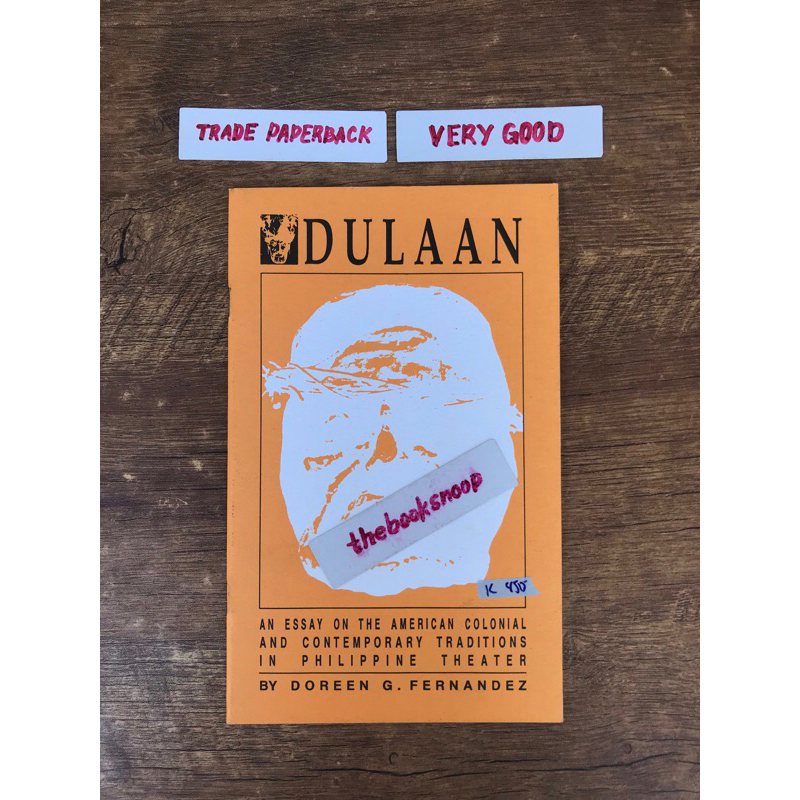 TRADE PAPERBACK
VERY GOOD
DULAAN
thebooksnoop
K 450
AN ESSAY ON THE AMERICAN COLONIAL
AND CONTEMPORARY TRADITIONS
IN PHILIPPINE THEATER
BY DOREEN G. FERNANDEZ